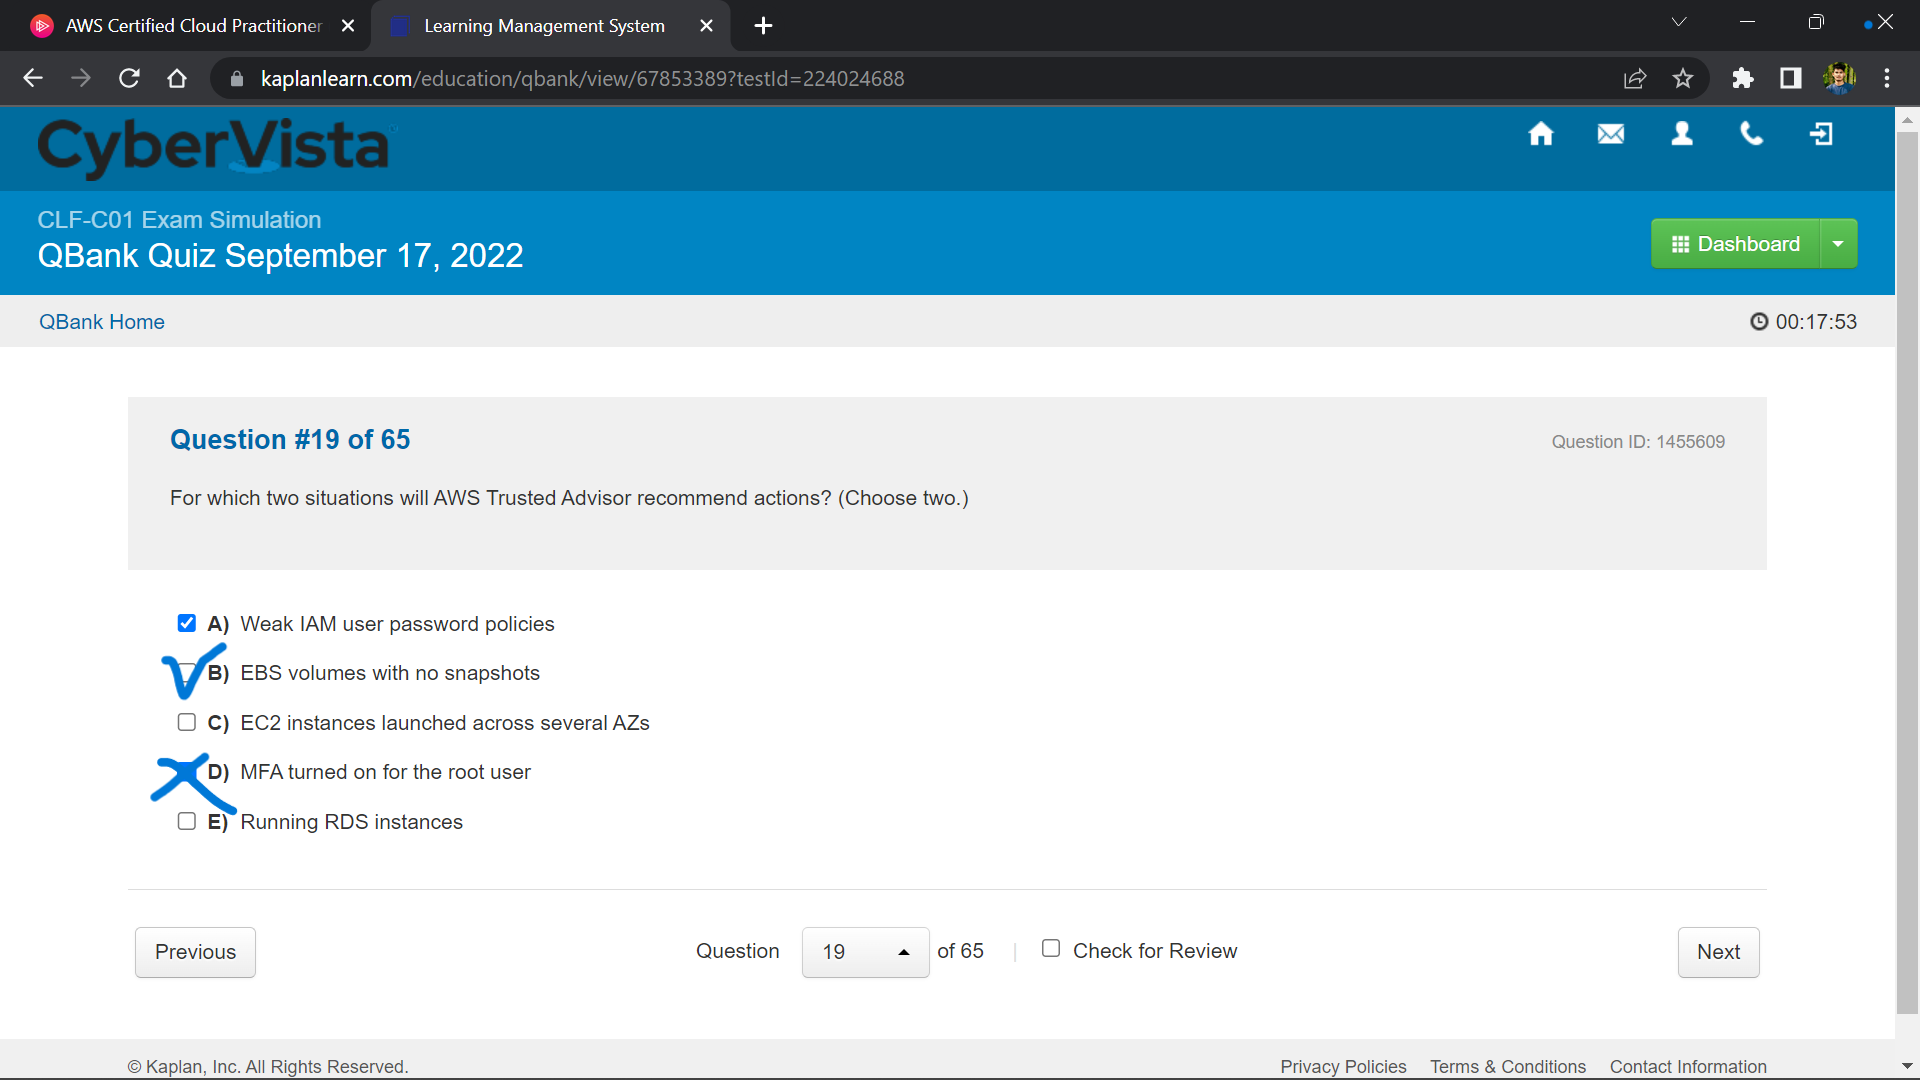 AWS Certified Cloud Practitioner
Learning Management System
kaplanlearn.com/education/qbank/view/67853389?testId=224024688
CyberVista
CLF-C01 Exam Simulation
QBank Quiz September 17, 2022
Dashboard
QBank Home
00:17:53
Question #19 of 65
Question ID: 1455609
For which two situations will AWS Trusted Advisor recommend actions? (Choose two.)
A) Weak IAM user password policies
B) EBS volumes with no snapshots
C) EC2 instances launched across several AZs
D) MFA turned on for the root user
E) Running RDS instances
Previous
Question 19 of 65 | Check for Review
Next
© Kaplan, Inc. All Rights Reserved.
Privacy Policies Terms & Conditions Contact Information